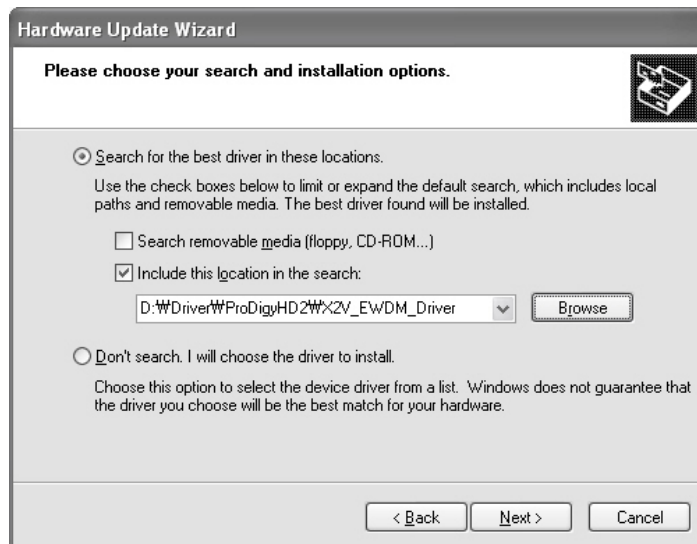 Hardware Update Wizard
Please choose your search and installation options.
Search for the best driver in these locations.
Use the check boxes below to limit or expand the default search, which includes local
paths and removable media. The best driver found will be installed.
Search removable media (floppy, CD-ROM...)
Include this location in the search:
D:₩Driver₩ProDigyHD2₩X2V_EWDM_Driver
Browse
Don't search. I will choose the driver to install.
Choose this option to select the device driver from a list. Windows does not guarantee that
the driver you choose will be the best match for your hardware.
< Back
Next >
Cancel